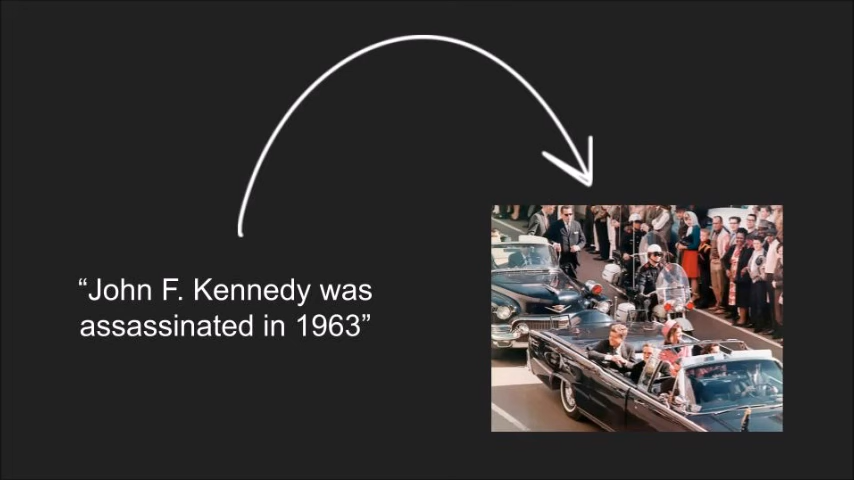 “John F. Kennedy was
assassinated in 1963”